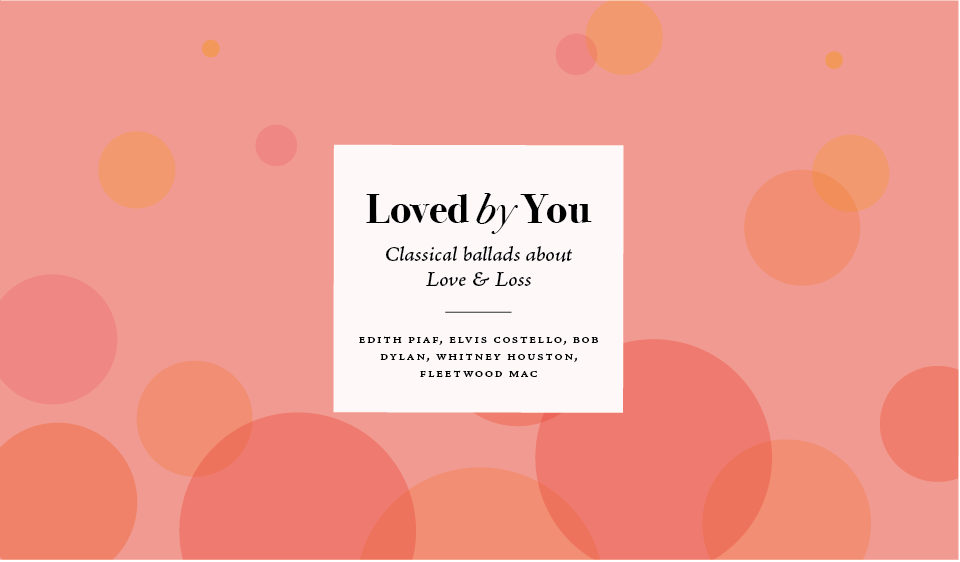 Loved by You
Classical ballads about
Love & Loss
EDITH PIAF, ELVIS COSTELLO, BOB
DYLAN, WHITNEY HOUSTON,
FLEETWOOD MAC